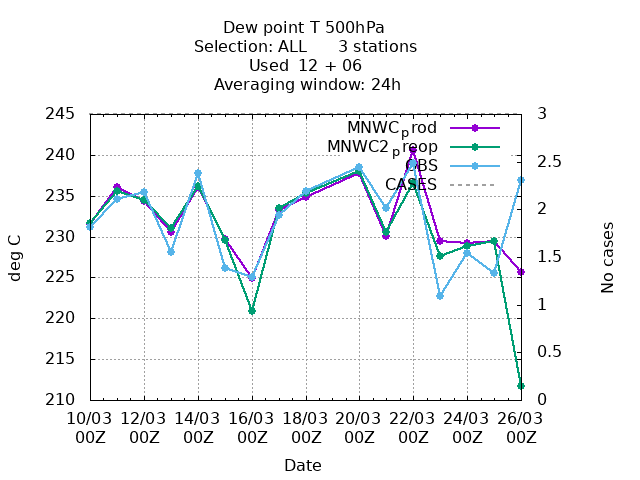 Dew point T 500hPa
Selection: ALL      3 stations
Used  12 + 06
Averaging window: 24h
MNWC_prod
MNWC2_preop
OBS
CASES
245
240
235
230
225
220
215
210
3
2.5
2
1.5
1
0.5
0
deg C
No cases
10/03 12/03 14/03 16/03 18/03 20/03 22/03 24/03 26/03
00Z 00Z 00Z 00Z 00Z 00Z 00Z 00Z 00Z
Date